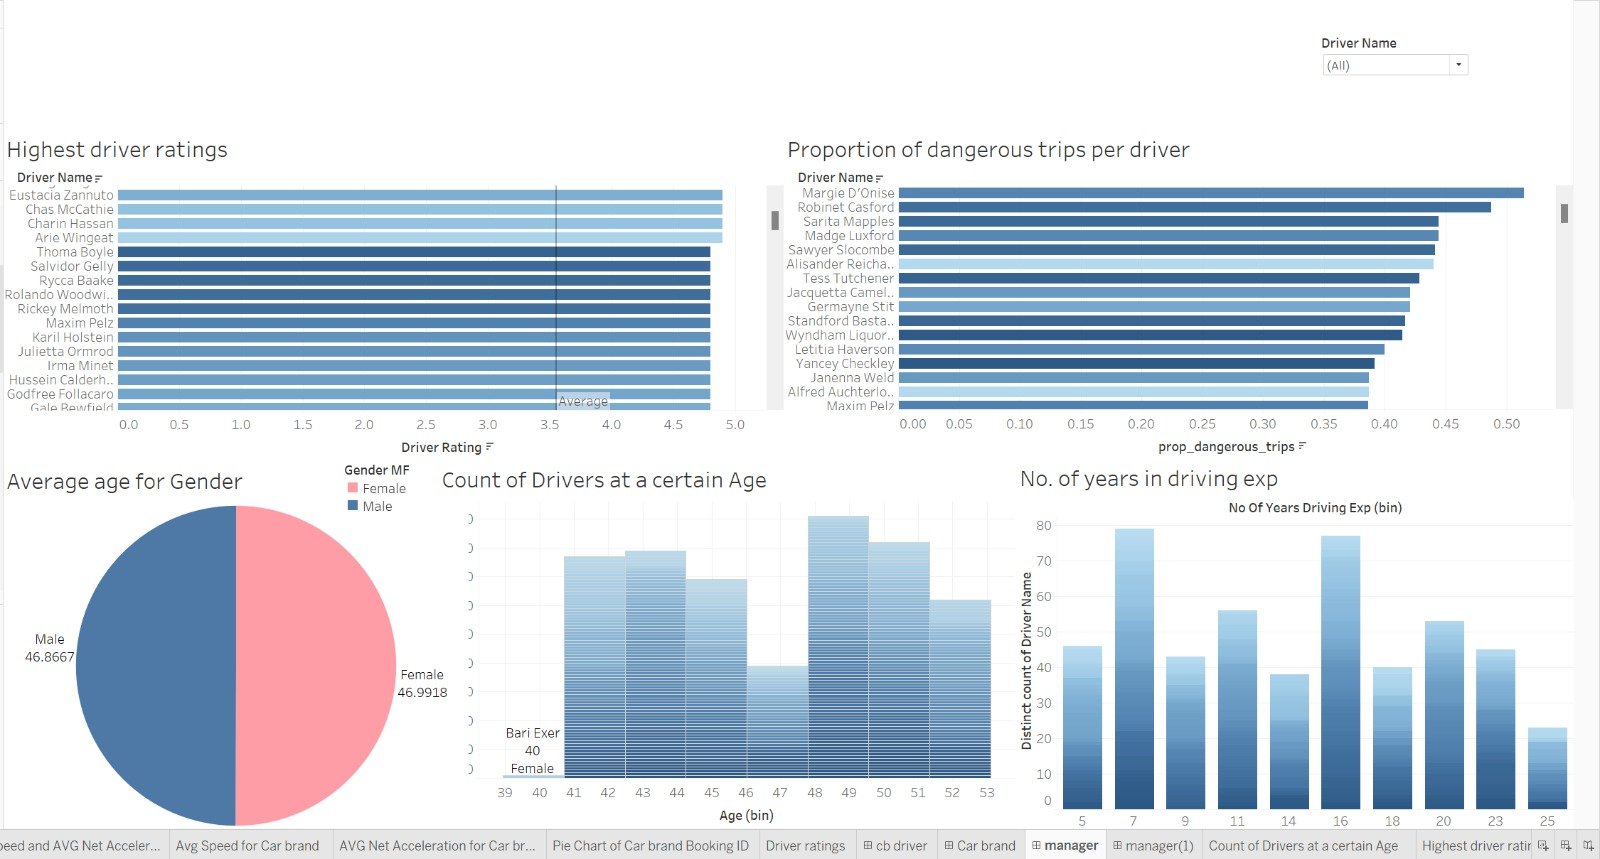 Driver Name
(All)
Highest driver ratings
Driver Name
Eustacia Zannuto
Chas McCathie
Charin Hassan
Arie Wingeat
Thoma Boyle
Salvidor Gelly
Rycca Baake
Rolando Woodwi..
Rickey Melmoth
Maxim Pelz
Karil Holstein
Julietta Ormrod
Irma Minet
Hussein Calderh..
Godfree Follacaro
Gale Bewfield
Average
0.0 0.5 1.0 1.5 2.0 2.5 3.0 3.5 4.0 4.5 5.0
Driver Rating
Proportion of dangerous trips per driver
Driver Name
Margie D'Onise
Robinet Casford
Sarita Mapples
Madge Luxford
Sawyer Slocombe
Alisander Reicha..
Tess Tutchener
Jacquetta Camel..
Germayne Stit
Standford Basta..
Wyndham Liquor..
Letitia Haverson
Yancey Checkley
Janenna Weld
Alfred Auchterlo..
Maxim Pelz
0.00 0.05 0.10 0.15 0.20 0.25 0.30 0.35 0.40 0.45 0.50
prop_dangerous_trips
Average age for Gender
Gender MF
Female
Male
Male
46.8667
Female
46.9918
Count of Drivers at a certain Age
Bari Exer
40
Female
39 40 41 42 43 44 45 46 47 48 49 50 51 52 53
Age (bin)
No. of years in driving exp
No Of Years Driving Exp (bin)
Distinct count of Driver Name
80
70
60
50
40
30
20
10
0
5 7 9 11 14 16 18 20 23 25
peed and AVG Net Acceler...
Avg Speed for Car brand
AVG Net Acceleration for Car br...
Pie Chart of Car brand Booking ID
Driver ratings
cb driver
Car brand
manager
manager(1)
Count of Drivers at a certain Age
Highest driver ratin